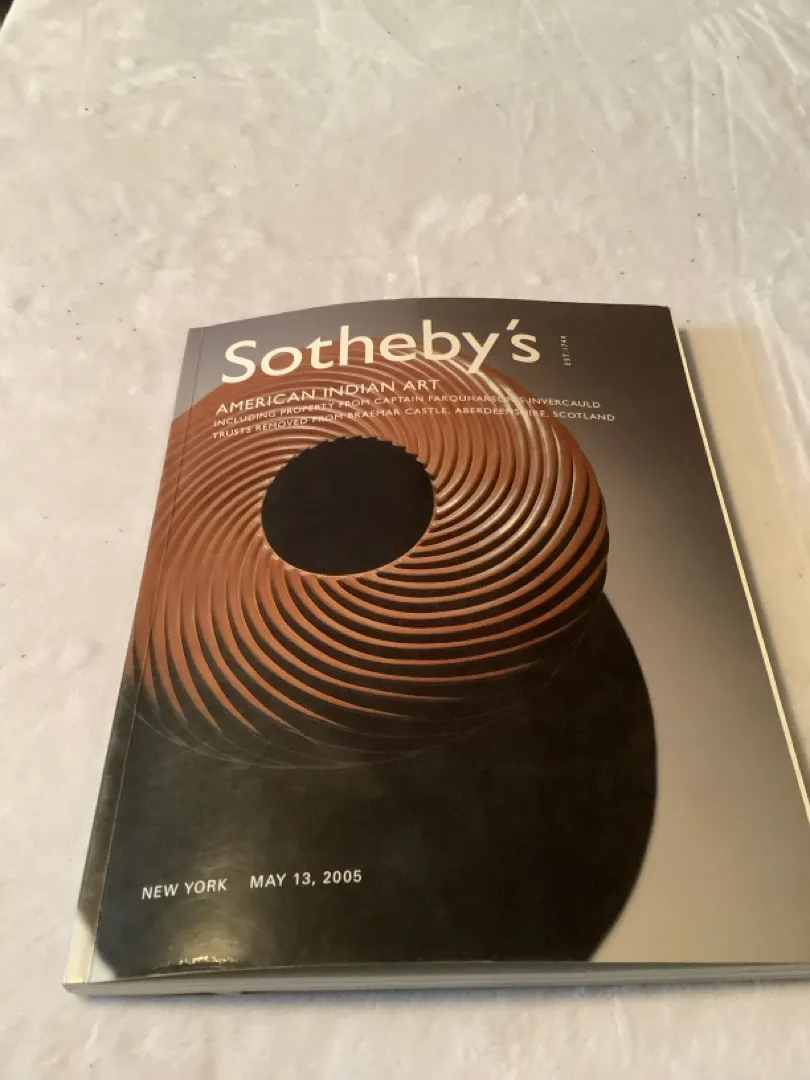 Sotheby's
EST. 1744
AMERICAN INDIAN ART
INCLUDING PROPERTY FROM CAPTAIN FARQUHARSON'S INVERCAULD
TRUSTS REMOVED FROM BRAEMAR CASTLE, ABERDEENSHIRE, SCOTLAND
NEW YORK MAY 13, 2005